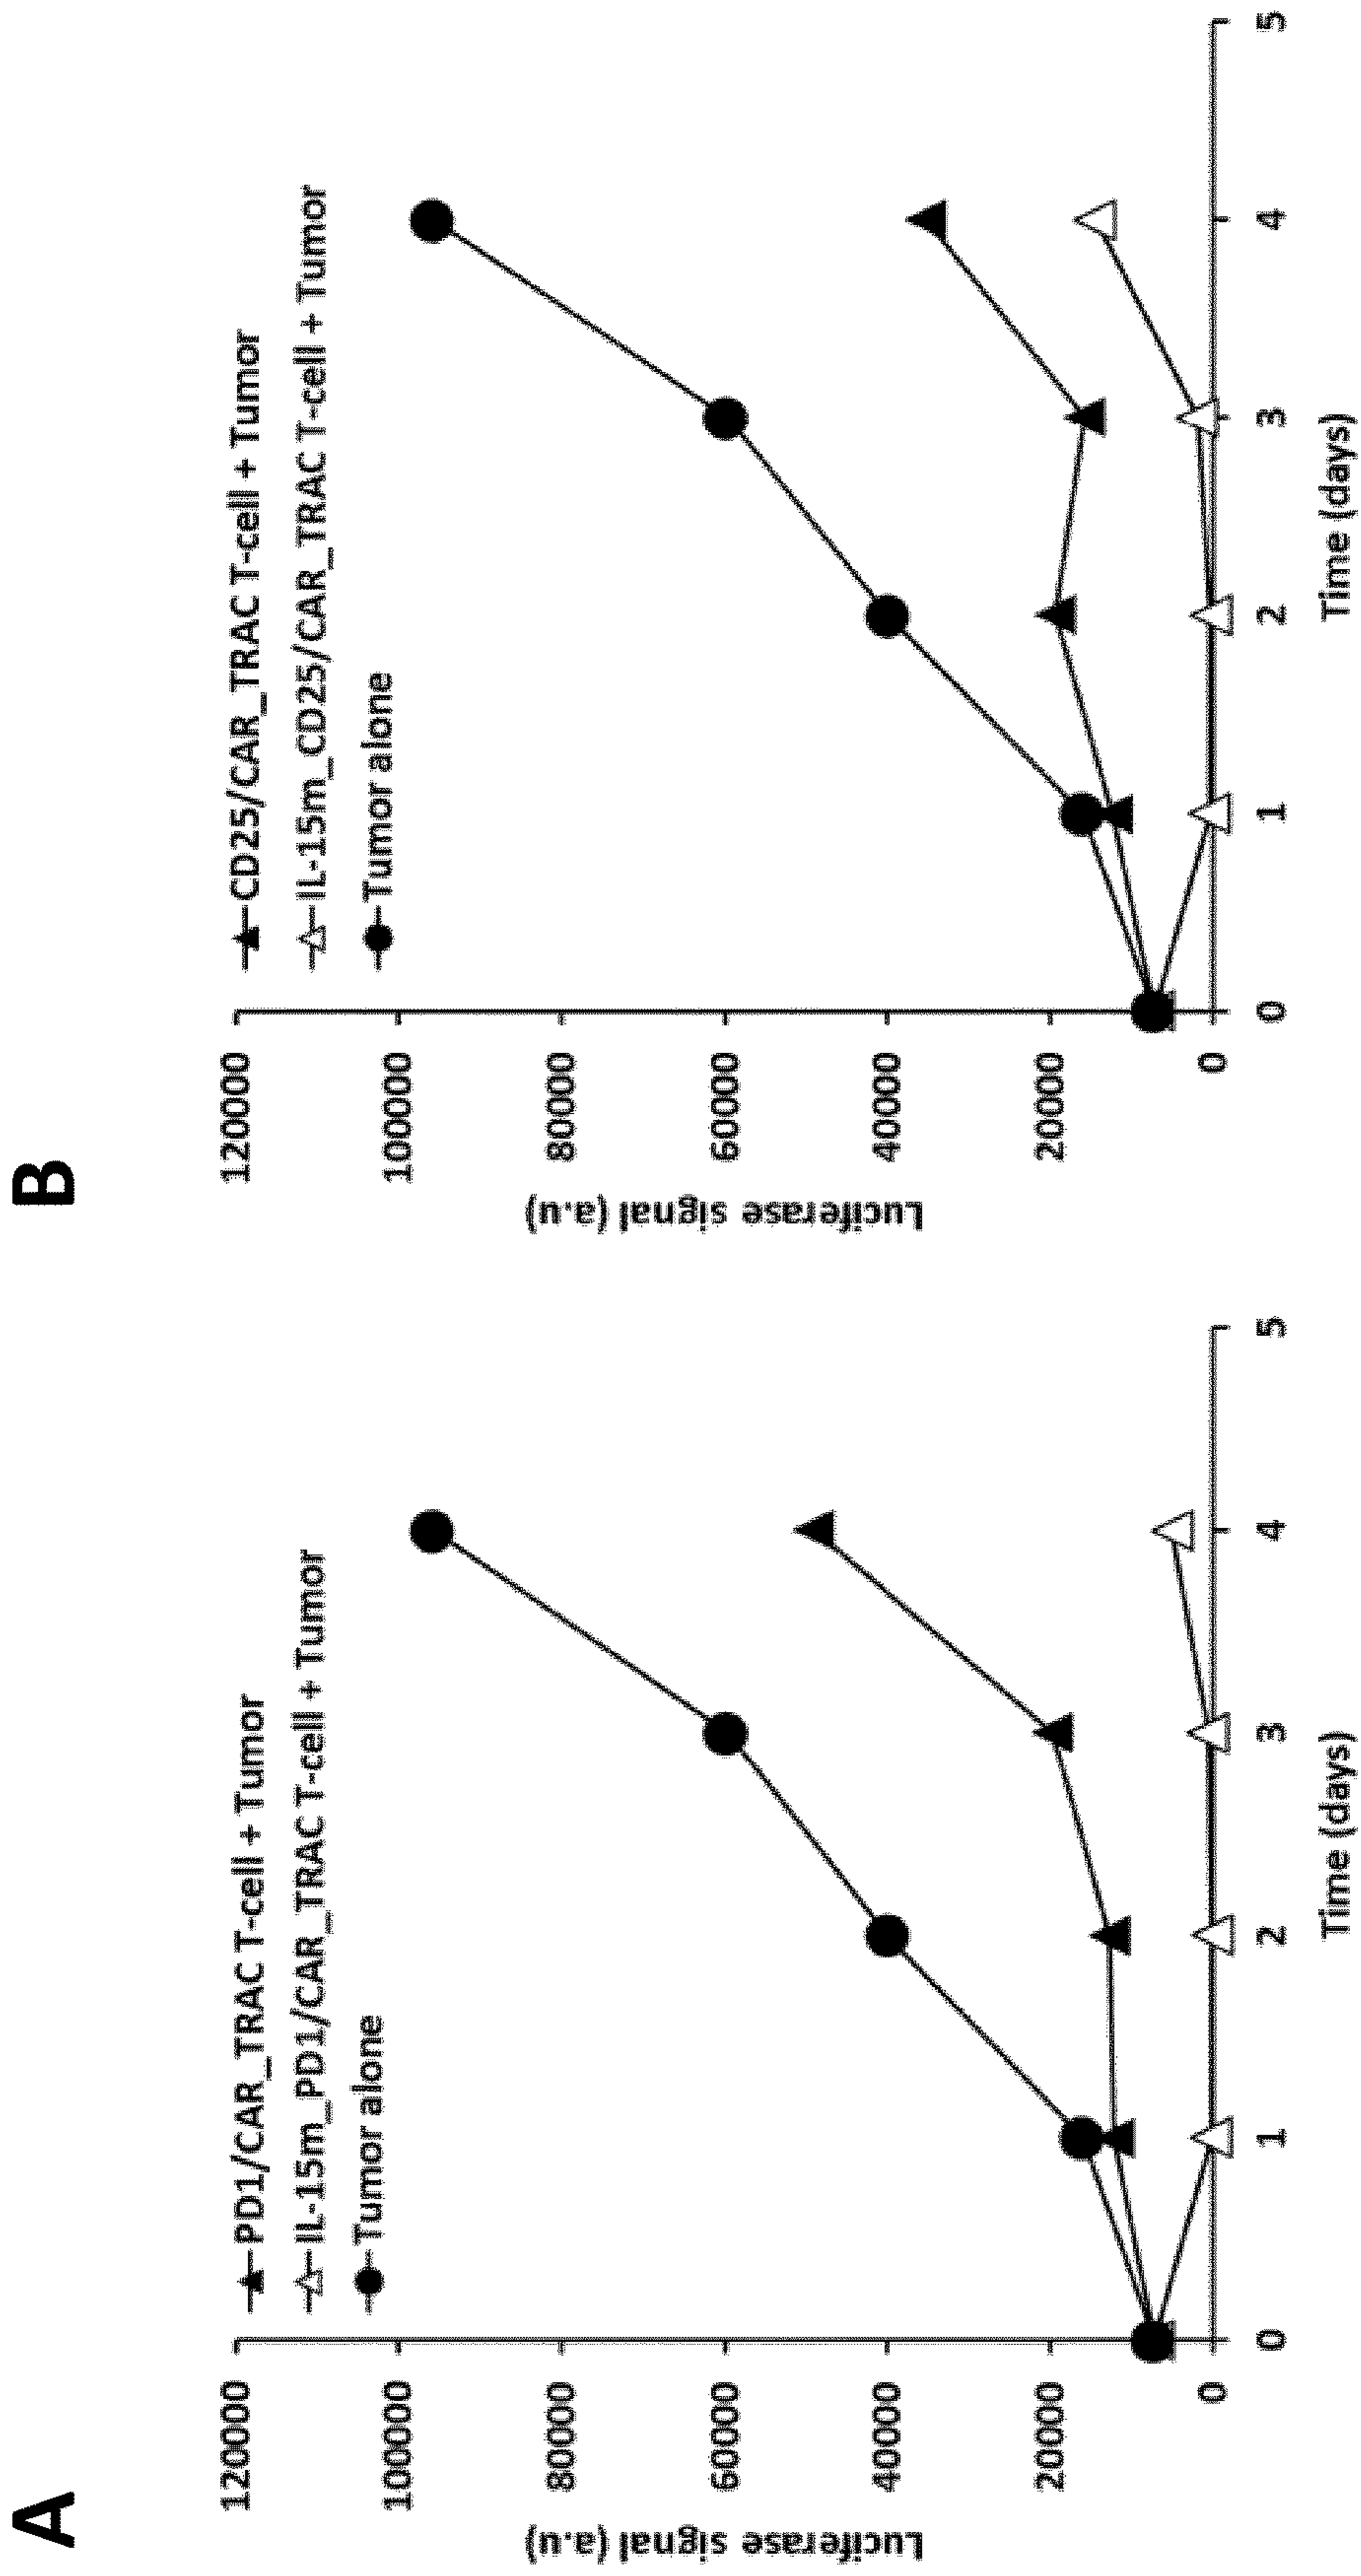 A
PD1/CAR_TRAC T-cell + Tumor
IL-15m_PD1/CAR_TRAC T-cell + Tumor
Tumor alone
120000
100000
80000
60000
40000
20000
0
Luciferase signal (a.u)
0 1 2 3 4 5
Time (days)
B
CD25/CAR_TRAC T-cell + Tumor
IL-15m_CD25/CAR_TRAC T-cell + Tumor
Tumor alone
120000
100000
80000
60000
40000
20000
0
Luciferase signal (a.u)
0 1 2 3 4 5
Time (days)